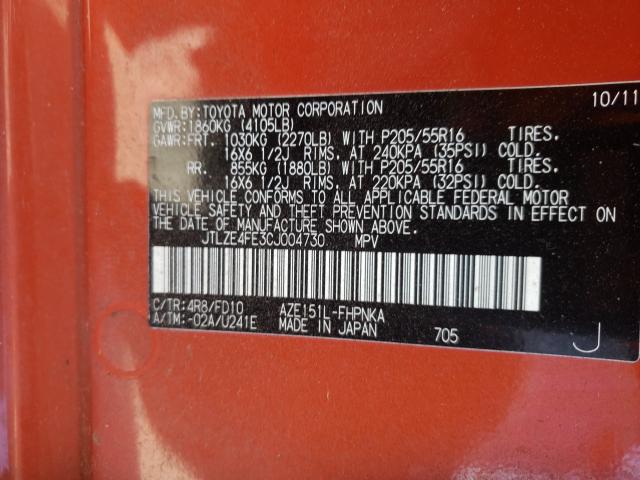 MFD.BY:TOYOTA MOTOR CORPORATION 10/11
GVWR:1860KG (4105LB)
GAWR:FRT. 1030KG (2270LB) WITH P205/55R16 TIRES.
16X6 1/2J RIMS. AT 240KPA (35PSI) COLD.
RR. 855KG (1880LB) WITH P205/55R16 TIRES.
16X6 1/2J RIMS. AT 220KPA (32PSI) COLD.
THIS VEHICLE CONFORMS TO ALL APPLICABLE FEDERAL MOTOR
VEHICLE SAFETY AND THEFT PREVENTION STANDARDS IN EFFECT ON
THE DATE OF MANUFACTURE SHOWN ABOVE.
JTLZE4FE3CJ004730 MPV
C/TR:4R8/FD10 AZE151L-FHPNKA
A/TM:-02A/U241E MADE IN JAPAN 705 J